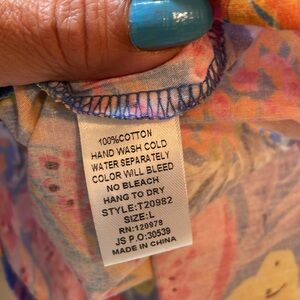 100%COTTON
HAND WASH COLD
WATER SEPARATELY
COLOR WILL BLEED
NO BLEACH
HANG TO DRY
STYLE:T20982
SIZE:L
RN:120978
JS P.O:30539
MADE IN CHINA